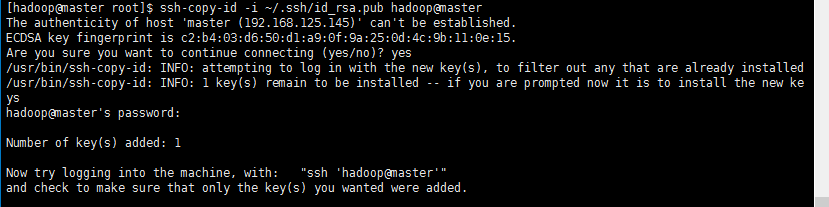 [hadoop@master root]$ ssh-copy-id -i ~/.ssh/id_rsa.pub hadoop@master
The authenticity of host 'master (192.168.125.145)' can't be established.
ECDSA key fingerprint is c2:b4:03:d6:50:d1:a9:0f:9a:25:0d:4c:9b:11:0e:15.
Are you sure you want to continue connecting (yes/no)? yes
/usr/bin/ssh-copy-id: INFO: attempting to log in with the new key(s), to filter out any that are already installed
/usr/bin/ssh-copy-id: INFO: 1 key(s) remain to be installed -- if you are prompted now it is to install the new ke
ys
hadoop@master's password:
Number of key(s) added: 1
Now try logging into the machine, with:   "ssh 'hadoop@master'"
and check to make sure that only the key(s) you wanted were added.